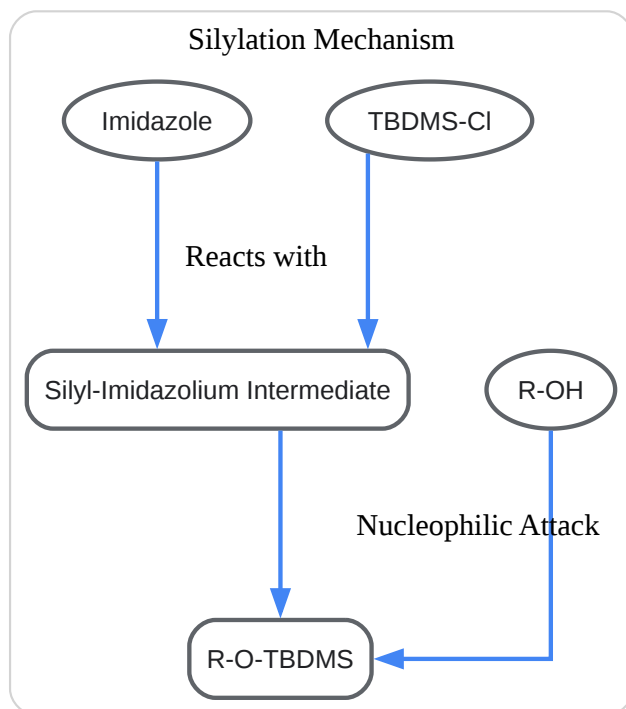 Silylation Mechanism
Imidazole
TBDMS-Cl
Reacts with
Silyl-Imidazolium Intermediate
R-OH
Nucleophilic Attack
R-O-TBDMS